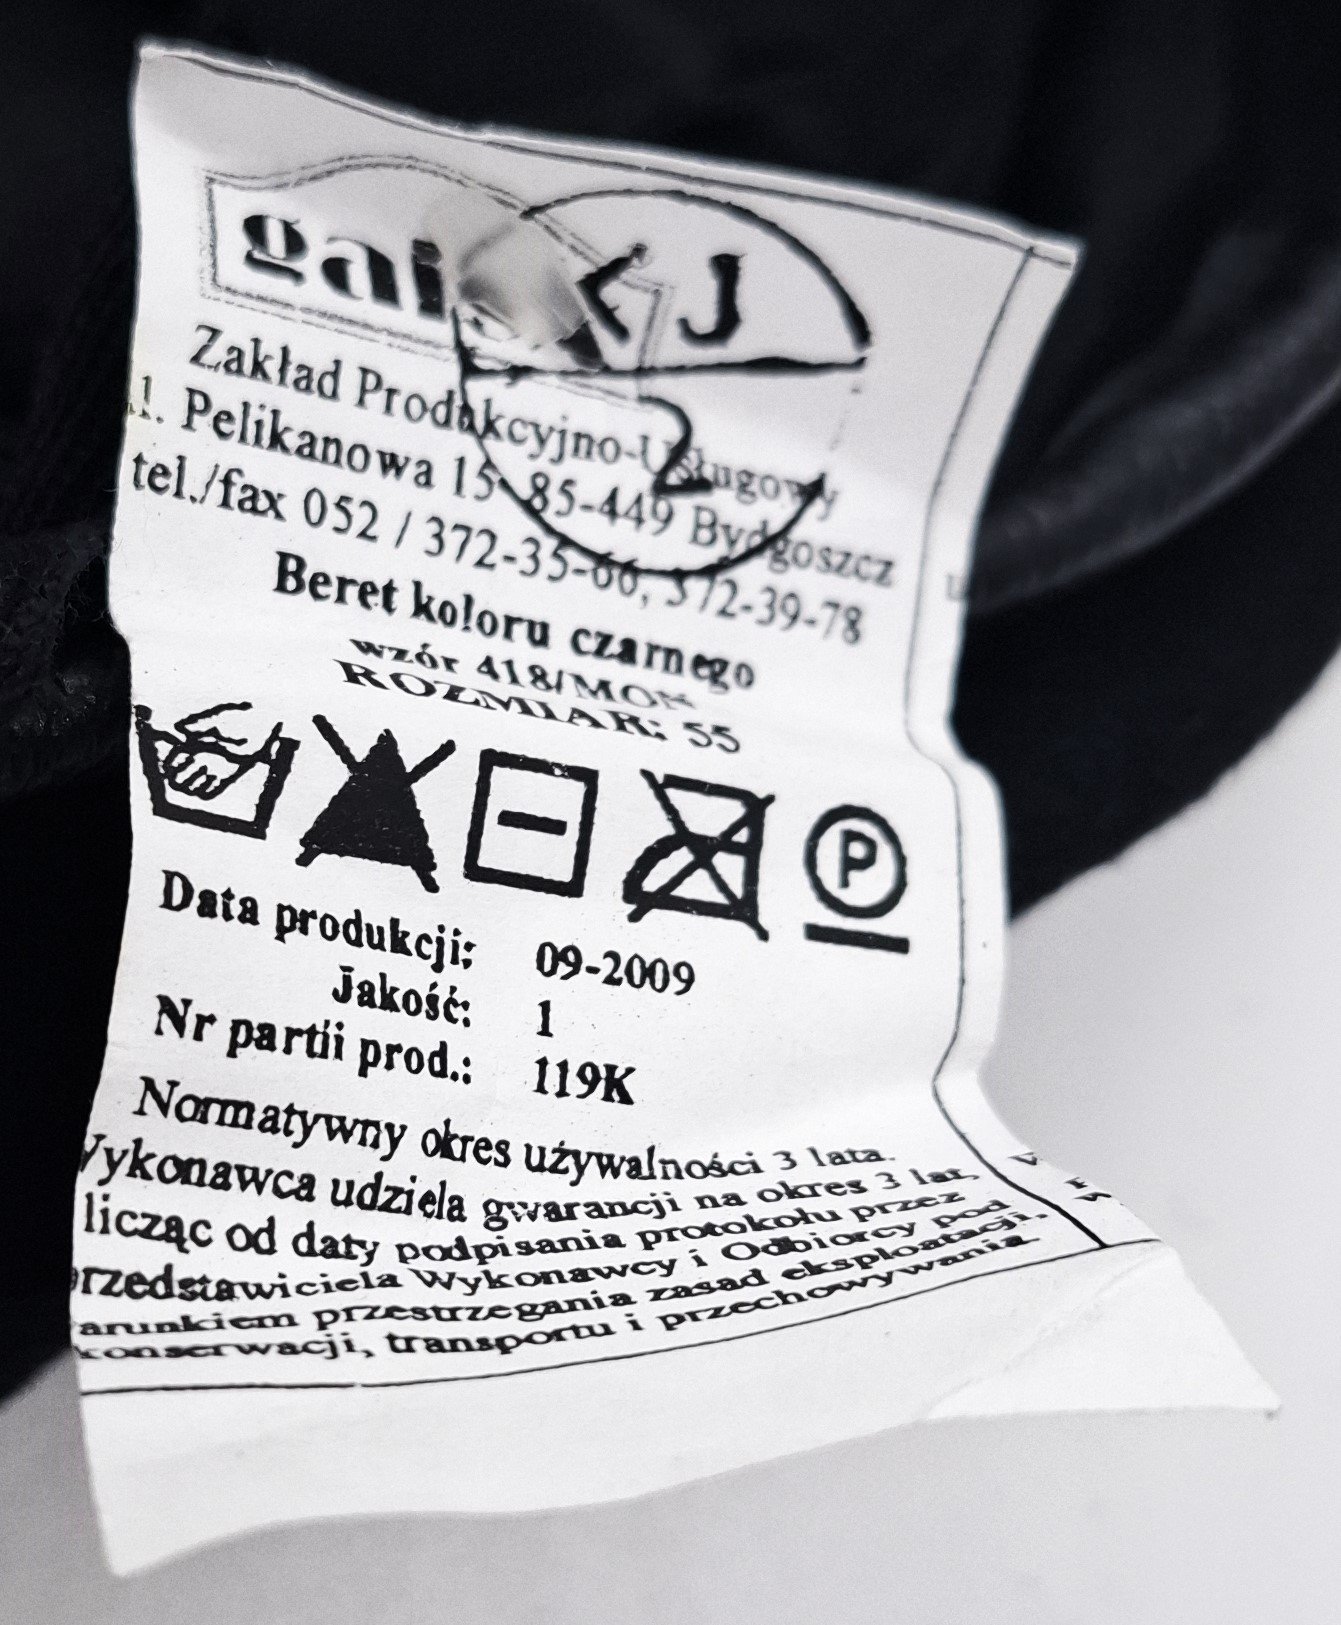 KJ
2
Zakład Produkcyjno-Usługowy
l. Pelikanowa 15 85-449 Bydgoszcz
tel./fax 052 / 372-35-66, 372-39-78
Beret koloru czarnego
wzór 418/MON
ROZMIAR: 55
P
Data produkcji: 09-2009
Jakość: 1
Nr partii prod.: 119K
Normatywny okres używalności 3 lata.
Wykonawca udziela gwarancji na okres 3 lat,
licząc od daty podpisania protokołu przez
przedstawiciela Wykonawcy i Odbiorcy pod
warunkiem przestrzegania zasad eksploatacji,
konserwacji, transportu i przechowywania.